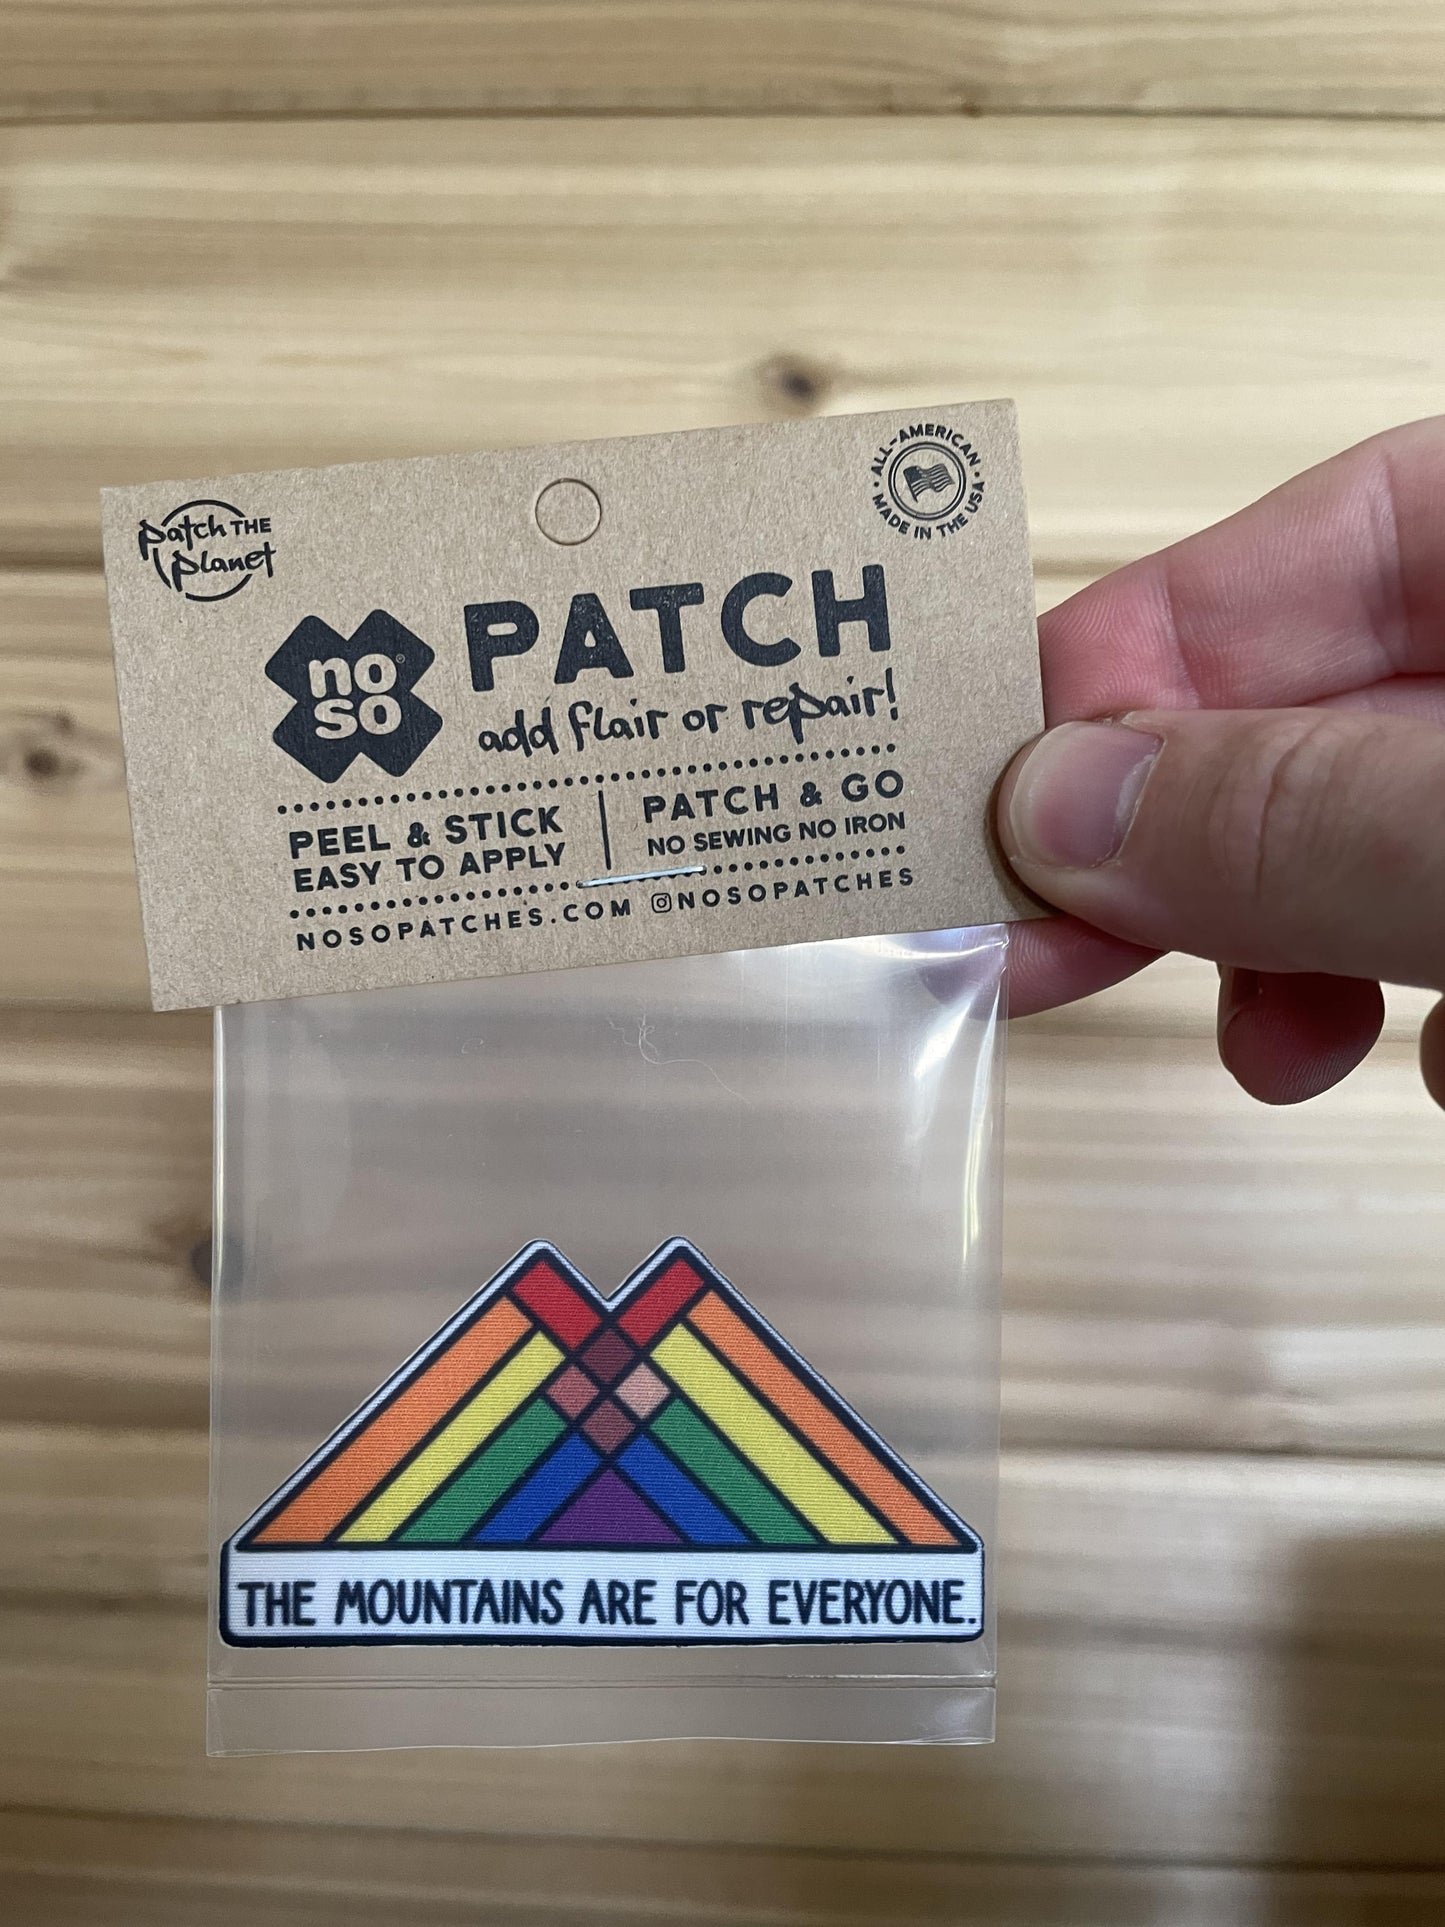 patch THE
planet
ALL-AMERICAN
MADE IN THE USA
no®
so
PATCH
add flair or repair!
PEEL & STICK
EASY TO APPLY
PATCH & GO
NO SEWING NO IRON
NOSOPATCHES.COM NOSOPATCHES
THE MOUNTAINS ARE FOR EVERYONE.